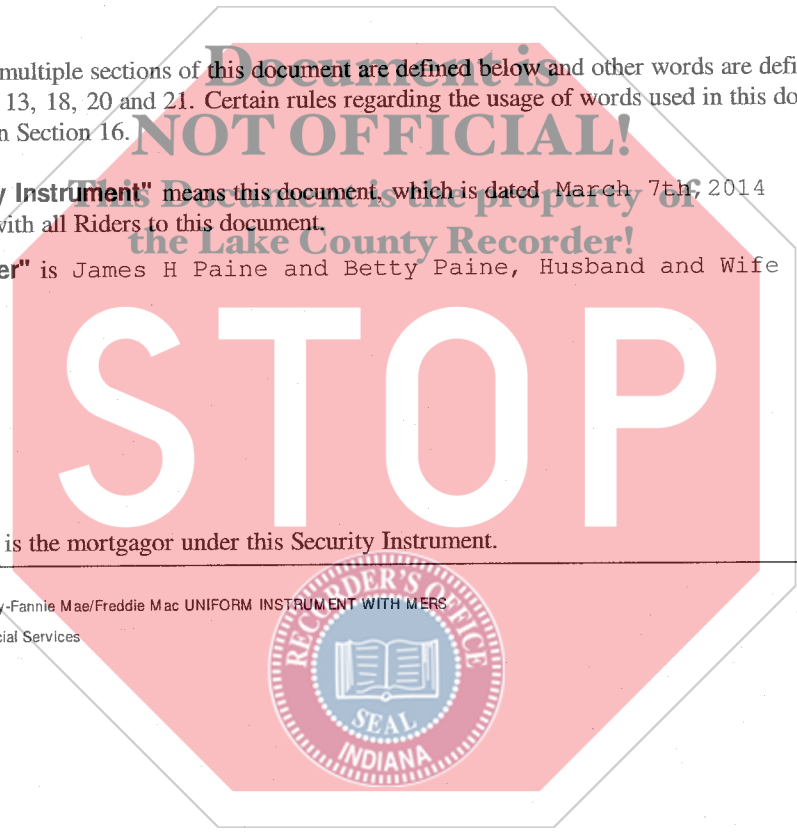 Document is
multiple sections of this document are defined below and other words are defi
13, 18, 20 and 21. Certain rules regarding the usage of words used in this do
n Section 16.
NOT OFFICIAL!
y Instrument" means this document, which is dated March 7th, 2014
This Document is the property of
with all Riders to this document.
the Lake County Recorder!
er" is James H Paine and Betty Paine, Husband and Wife
STOP
is the mortgagor under this Security Instrument.
y-Fannie Mae/Freddie Mac UNIFORM INSTRUMENT WITH MERS
cial Services
RECORDER'S OFFICE
SEAL
INDIANA